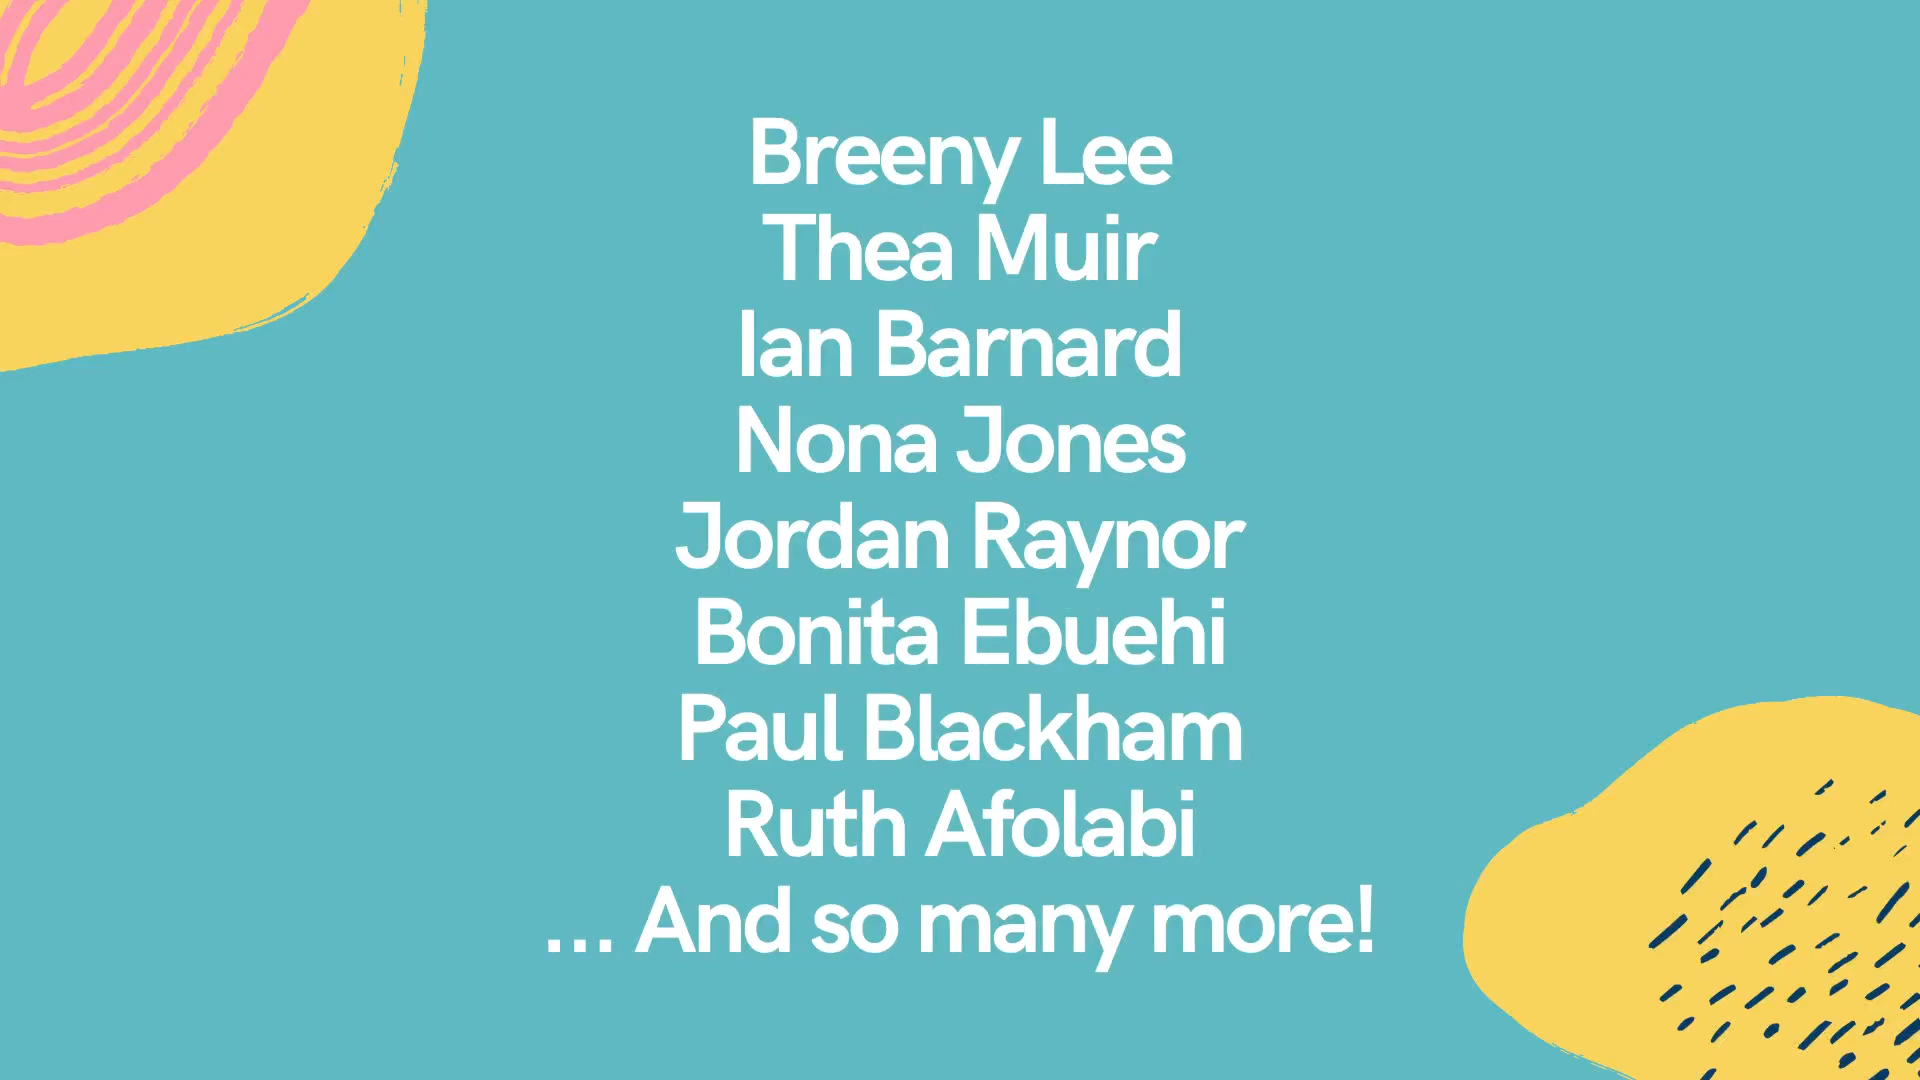 Breeny Lee
Thea Muir
Ian Barnard
Nona Jones
Jordan Raynor
Bonita Ebuehi
Paul Blackham
Ruth Afolabi
... And so many more!